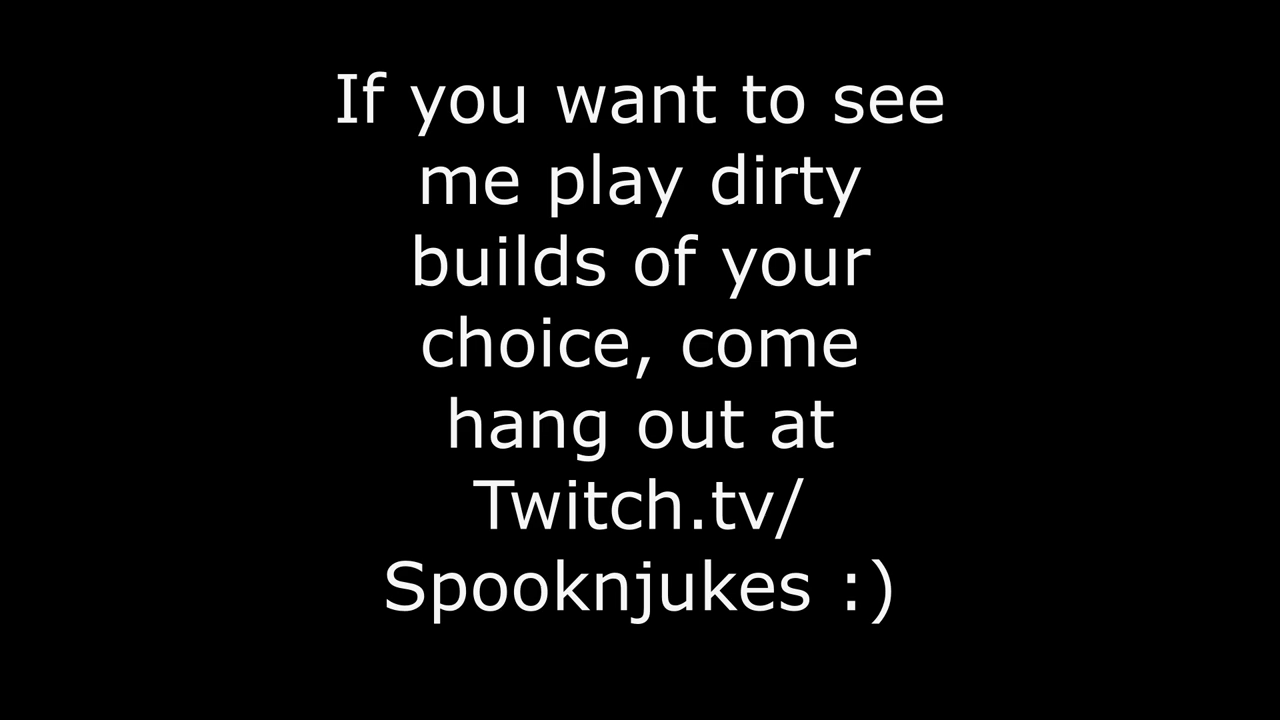 If you want to see
me play dirty
builds of your
choice, come
hang out at
Twitch.tv/
Spooknjukes :)